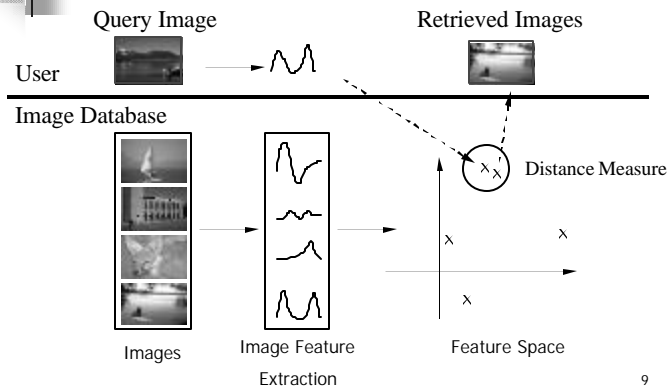 Query Image
Retrieved Images
User
Image Database
Distance Measure
Images
Image Feature
Extraction
Feature Space
9